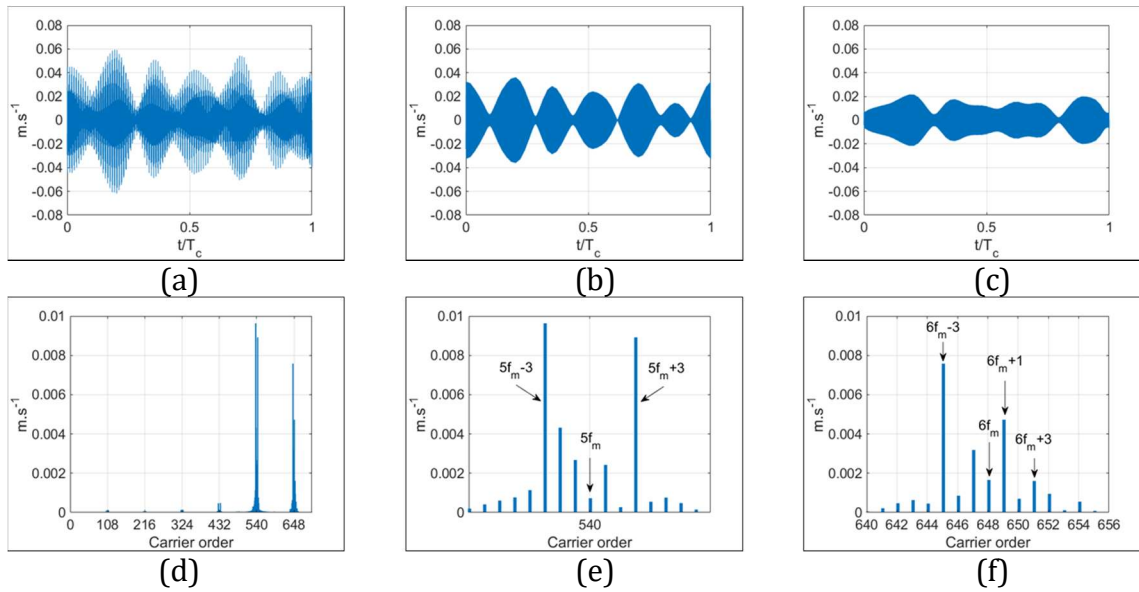 0.08
0.06
0.04
0.02
0
-0.02
-0.04
-0.06
-0.08
m.s-1
0 0.5 1
t/Tc
(a)
0.08
0.06
0.04
0.02
0
-0.02
-0.04
-0.06
-0.08
m.s-1
0 0.5 1
t/Tc
(b)
0.08
0.06
0.04
0.02
0
-0.02
-0.04
-0.06
-0.08
m.s-1
0 0.5 1
t/Tc
(c)
0.01
0.008
0.006
0.004
0.002
0
m.s-1
0 108 216 324 432 540 648
Carrier order
(d)
0.01
0.008
0.006
0.004
0.002
0
m.s-1
5fm-3
5fm+3
5fm
540
Carrier order
(e)
0.01
0.008
0.006
0.004
0.002
0
m.s-1
6fm-3
6fm+1
6fm
6fm+3
640 642 644 646 648 650 652 654 656
Carrier order
(f)